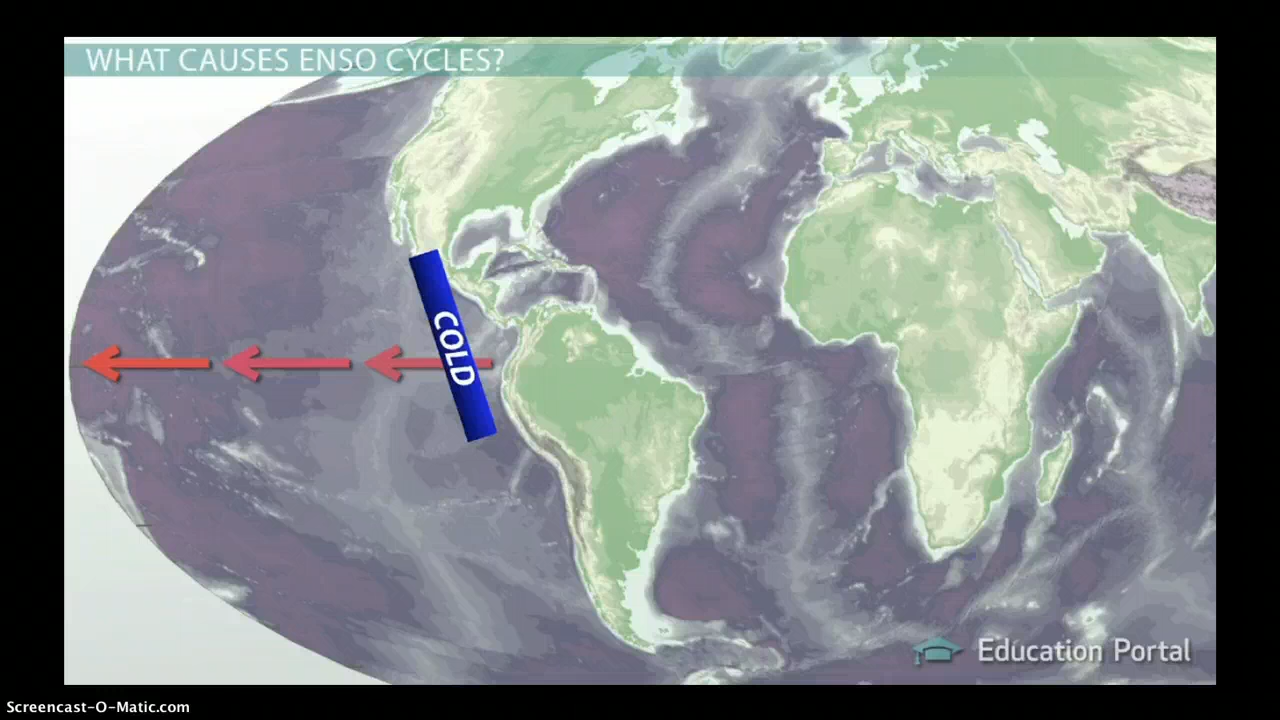 WHAT CAUSES ENSO CYCLES?
COLD
Education Portal
Screencast-O-Matic.com